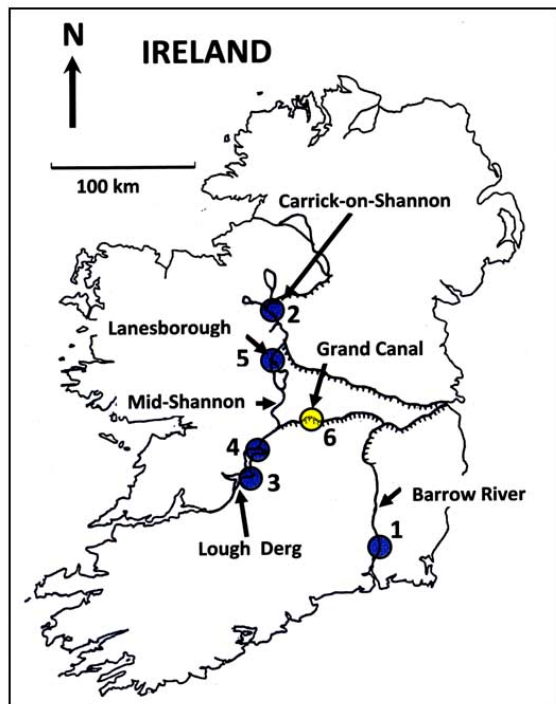 N
IRELAND
100 km
Carrick-on-Shannon
2
Lanesborough
5
Grand Canal
Mid-Shannon
6
4
3
Barrow River
1
Lough Derg